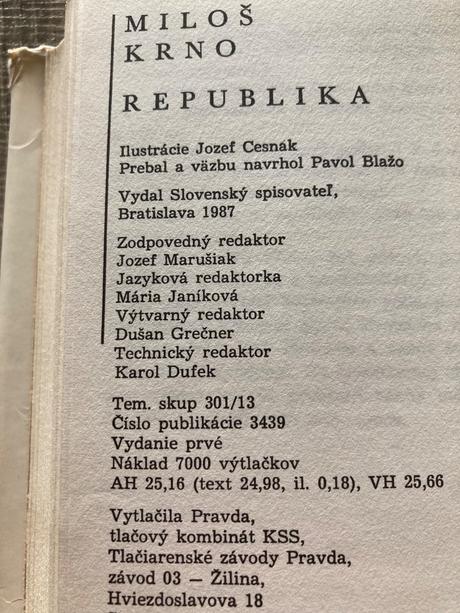 MILOŠ
KRNO
REPUBLIKA
Ilustrácie Jozef Cesnak
Prebal a väzbu navrhol Pavol Blažo
Vydal Slovenský spisovateľ,
Bratislava 1987
Zodpovedný redaktor
Jozef Marušiak
Jazyková redaktorka
Mária Janíková
Výtvarný redaktor
Dušan Grečner
Technický redaktor
Karol Dufek
Tem. skup 301/13
Číslo publikácie 3439
Vydanie prvé
Náklad 7000 výtlačkov
AH 25,16 (text 24,98, il. 0,18), VH 25,66
Vytlačila Pravda,
tlačový kombinát KSS,
Tlačiarenské závody Pravda,
závod 03 – Žilina,
Hviezdoslavova 18